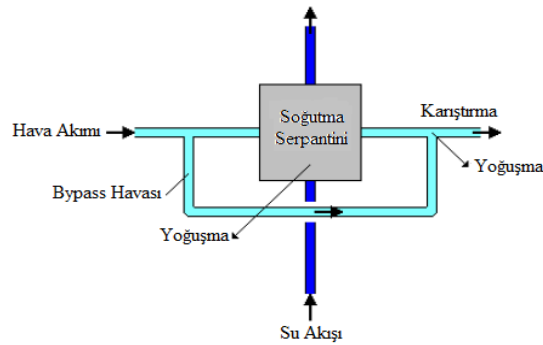 Soğutma
Serpantini
Karıştırma
Hava Akımı
Yoğuşma
Bypass Havası
Yoğuşma
Su Akışı